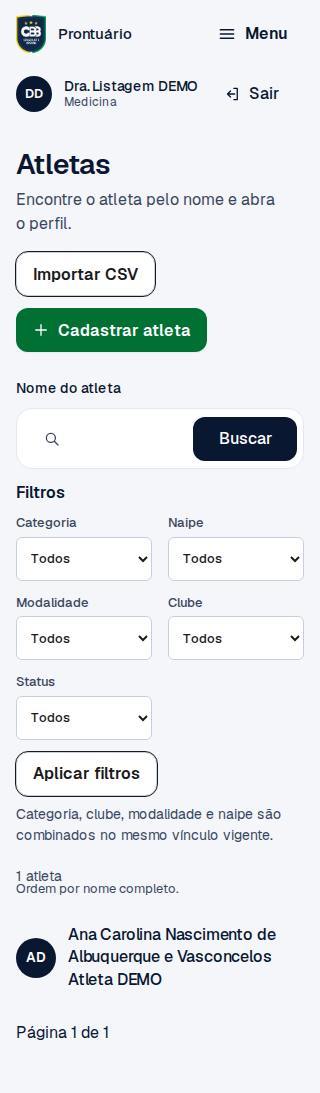 CBB
Prontuário
Menu
DD
Dra. Listagem DEMO
Medicina
Sair
Atletas
Encontre o atleta pelo nome e abra
o perfil.
Importar CSV
Cadastrar atleta
Nome do atleta
Buscar
Filtros
Categoria
Naipe
Todos
Todos
Modalidade
Clube
Todos
Todos
Status
Todos
Aplicar filtros
Categoria, clube, modalidade e naipe são
combinados no mesmo vínculo vigente.
1 atleta
Ordem por nome completo.
AD
Ana Carolina Nascimento de
Albuquerque e Vasconcelos
Atleta DEMO
Página 1 de 1